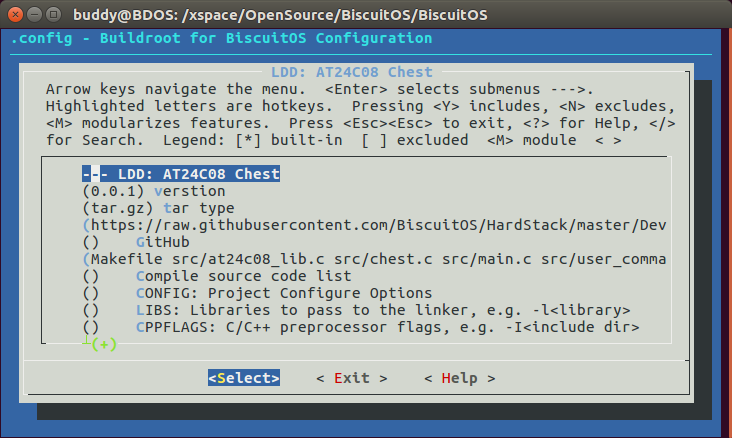 buddy@BDOS: /xspace/OpenSource/BiscuitOS/BiscuitOS
.config - Buildroot for BiscuitOS Configuration
LDD: AT24C08 Chest
Arrow keys navigate the menu.  <Enter> selects submenus --->.
Highlighted letters are hotkeys.  Pressing <Y> includes, <N> excludes,
<M> modularizes features.  Press <Esc><Esc> to exit, <?> for Help, </>
for Search.  Legend: [*] built-in  [ ] excluded  <M> module  < >
--- LDD: AT24C08 Chest
(0.0.1) verstion
(tar.gz) tar type
(https://raw.githubusercontent.com/BiscuitOS/HardStack/master/Dev
()    GitHub
(Makefile src/at24c08_lib.c src/chest.c src/main.c src/user_comma
()    Compile source code list
()    CONFIG: Project Configure Options
()    LIBS: Libraries to pass to the linker, e.g. -l<library>
()    CPPFLAGS: C/C++ preprocessor flags, e.g. -I<include dir>
(+)
<Select>    < Exit >    < Help >